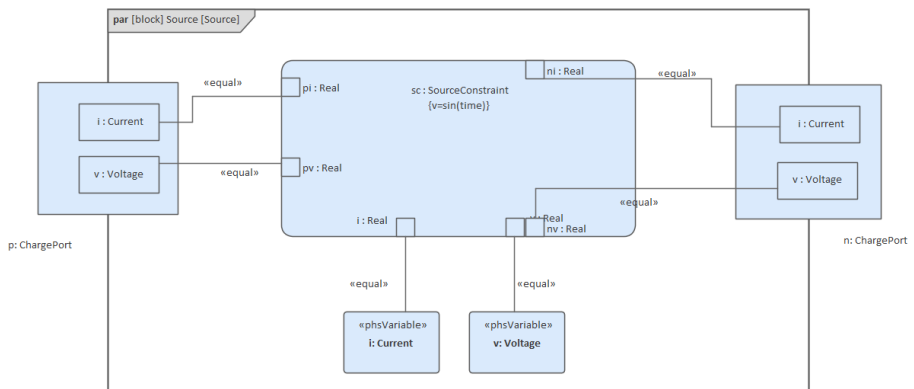 par [block] Source [Source]
«equal»
pi : Real
sc : SourceConstraint
{v=sin(time)}
ni : Real
«equal»
i : Current
i : Current
v : Voltage
«equal»
pv : Real
v : Voltage
«equal»
i : Real
Real
nv : Real
p: ChargePort
n: ChargePort
«equal»
«equal»
«phsVariable»
i: Current
«phsVariable»
v: Voltage